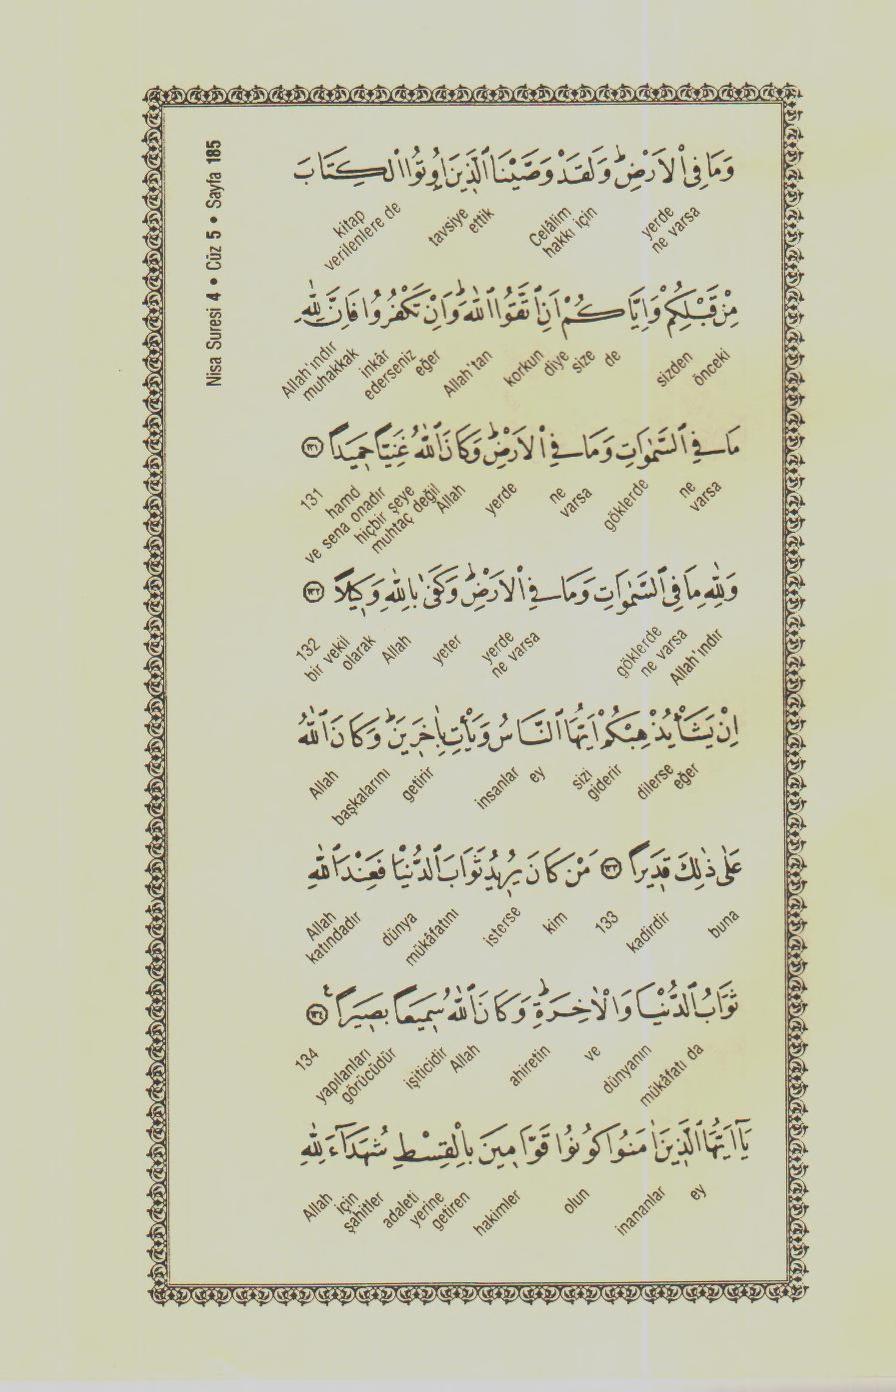 Nisa Suresi 4 • Cüz 5 • Sayfa 185
وَمَا فِي الْاَرْضِۜ وَلَقَدْ وَصَّيْنَا الَّذ۪ينَ اُو۫تُوا الْكِتَابَ
yerde ne varsa Celâlim hakkı için tavsiye ettik kitap verilenlere de
مِنْ قَبْلِكُمْ وَاِيَّاكُمْ اَنِ اتَّقُوا اللّٰهَۜ وَاِنْ تَكْفُرُوا فَاِنَّ لِلّٰهِ
önceki sizden de size diye korkun Allah'tan eğer inkâr ederseniz muhakkak Allah'ındır
مَا فِي السَّمٰوَاتِ وَمَا فِي الْاَرْضِۜ وَكَانَ اللّٰهُ غَنِيًّا حَم۪يدًا ﴿١٣١﴾
ne varsa göklerde ne varsa yerde Allah hiçbir şeye muhtaç değil hamd ve sena onadır 131
وَلِلّٰهِ مَا فِي السَّمٰوَاتِ وَمَا فِي الْاَرْضِۜ وَكَفٰى بِاللّٰهِ وَك۪يلًا ﴿١٣٢﴾
Allah'ındır göklerde ne varsa yerde ne varsa yeter Allah bir vekil olarak 132
اِنْ يَشَأْ يُذْهِبْكُمْ اَيُّهَا النَّاسُ وَيَأْتِ بِاٰخَر۪ينَۜ وَكَانَ اللّٰهُ
eğer dilerse sizi giderir ey insanlar getirir başkalarını Allah
عَلٰى ذٰلِكَ قَد۪يرًا ﴿١٣٣﴾ مَنْ كَانَ يُر۪يدُ ثَوَابَ الدُّنْيَا فَعِنْدَ اللّٰهِ
buna kadirdir 133 kim isterse dünya mükâfatını Allah katındadır
ثَوَابُ الدُّنْيَا وَالْاٰخِرَةِۜ وَكَانَ اللّٰهُ سَم۪يعًا بَص۪يرًا ﴿١٣٤﴾
dünyanın mükâfatı da ve ahiretin Allah işiticidir yapılanları görücüdür 134
يَٓا اَيُّهَا الَّذ۪ينَ اٰمَنُوا كُونُوا قَوَّام۪ينَ بِالْقِسْطِ شُهَدَٓاءَ لِلّٰهِ
ey inananlar olun hakimler adaleti yerine getiren şahitler Allah için